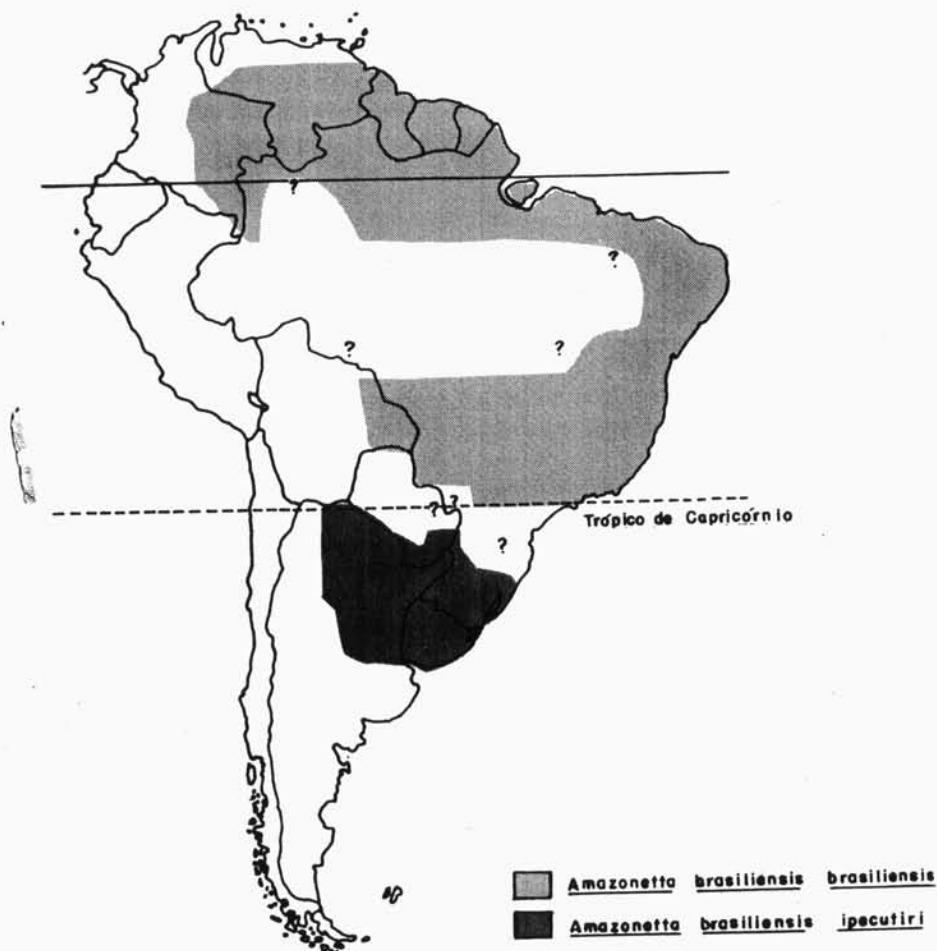 ?
?
?
?
? ?
Trópico de Capricórnio
?
Amazonetta brasiliensis brasiliensis
Amazonetta brasiliensis ipecutiri